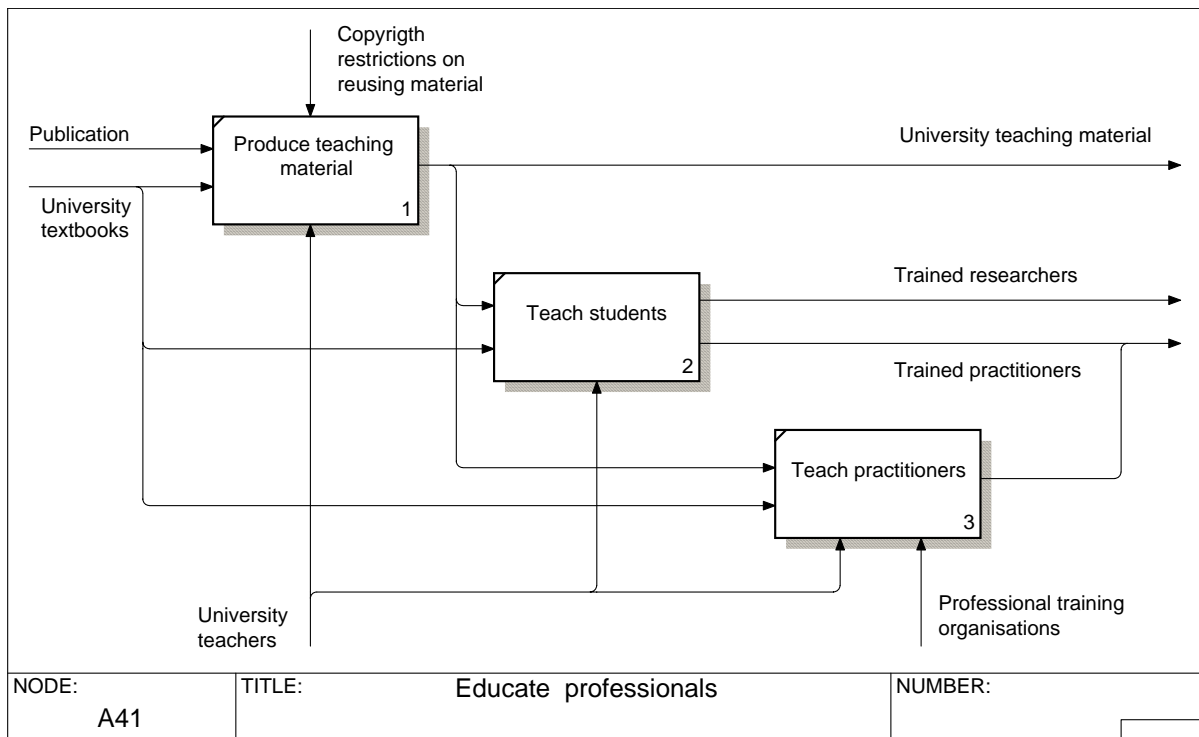 Copyrigth
restrictions on
reusing material
Publication
Produce teaching
material
1
University teaching material
University
textbooks
Trained researchers
Teach students
2
Trained practitioners
Teach practitioners
3
University
teachers
Professional training
organisations
NODE:
A41
TITLE:
Educate professionals
NUMBER: